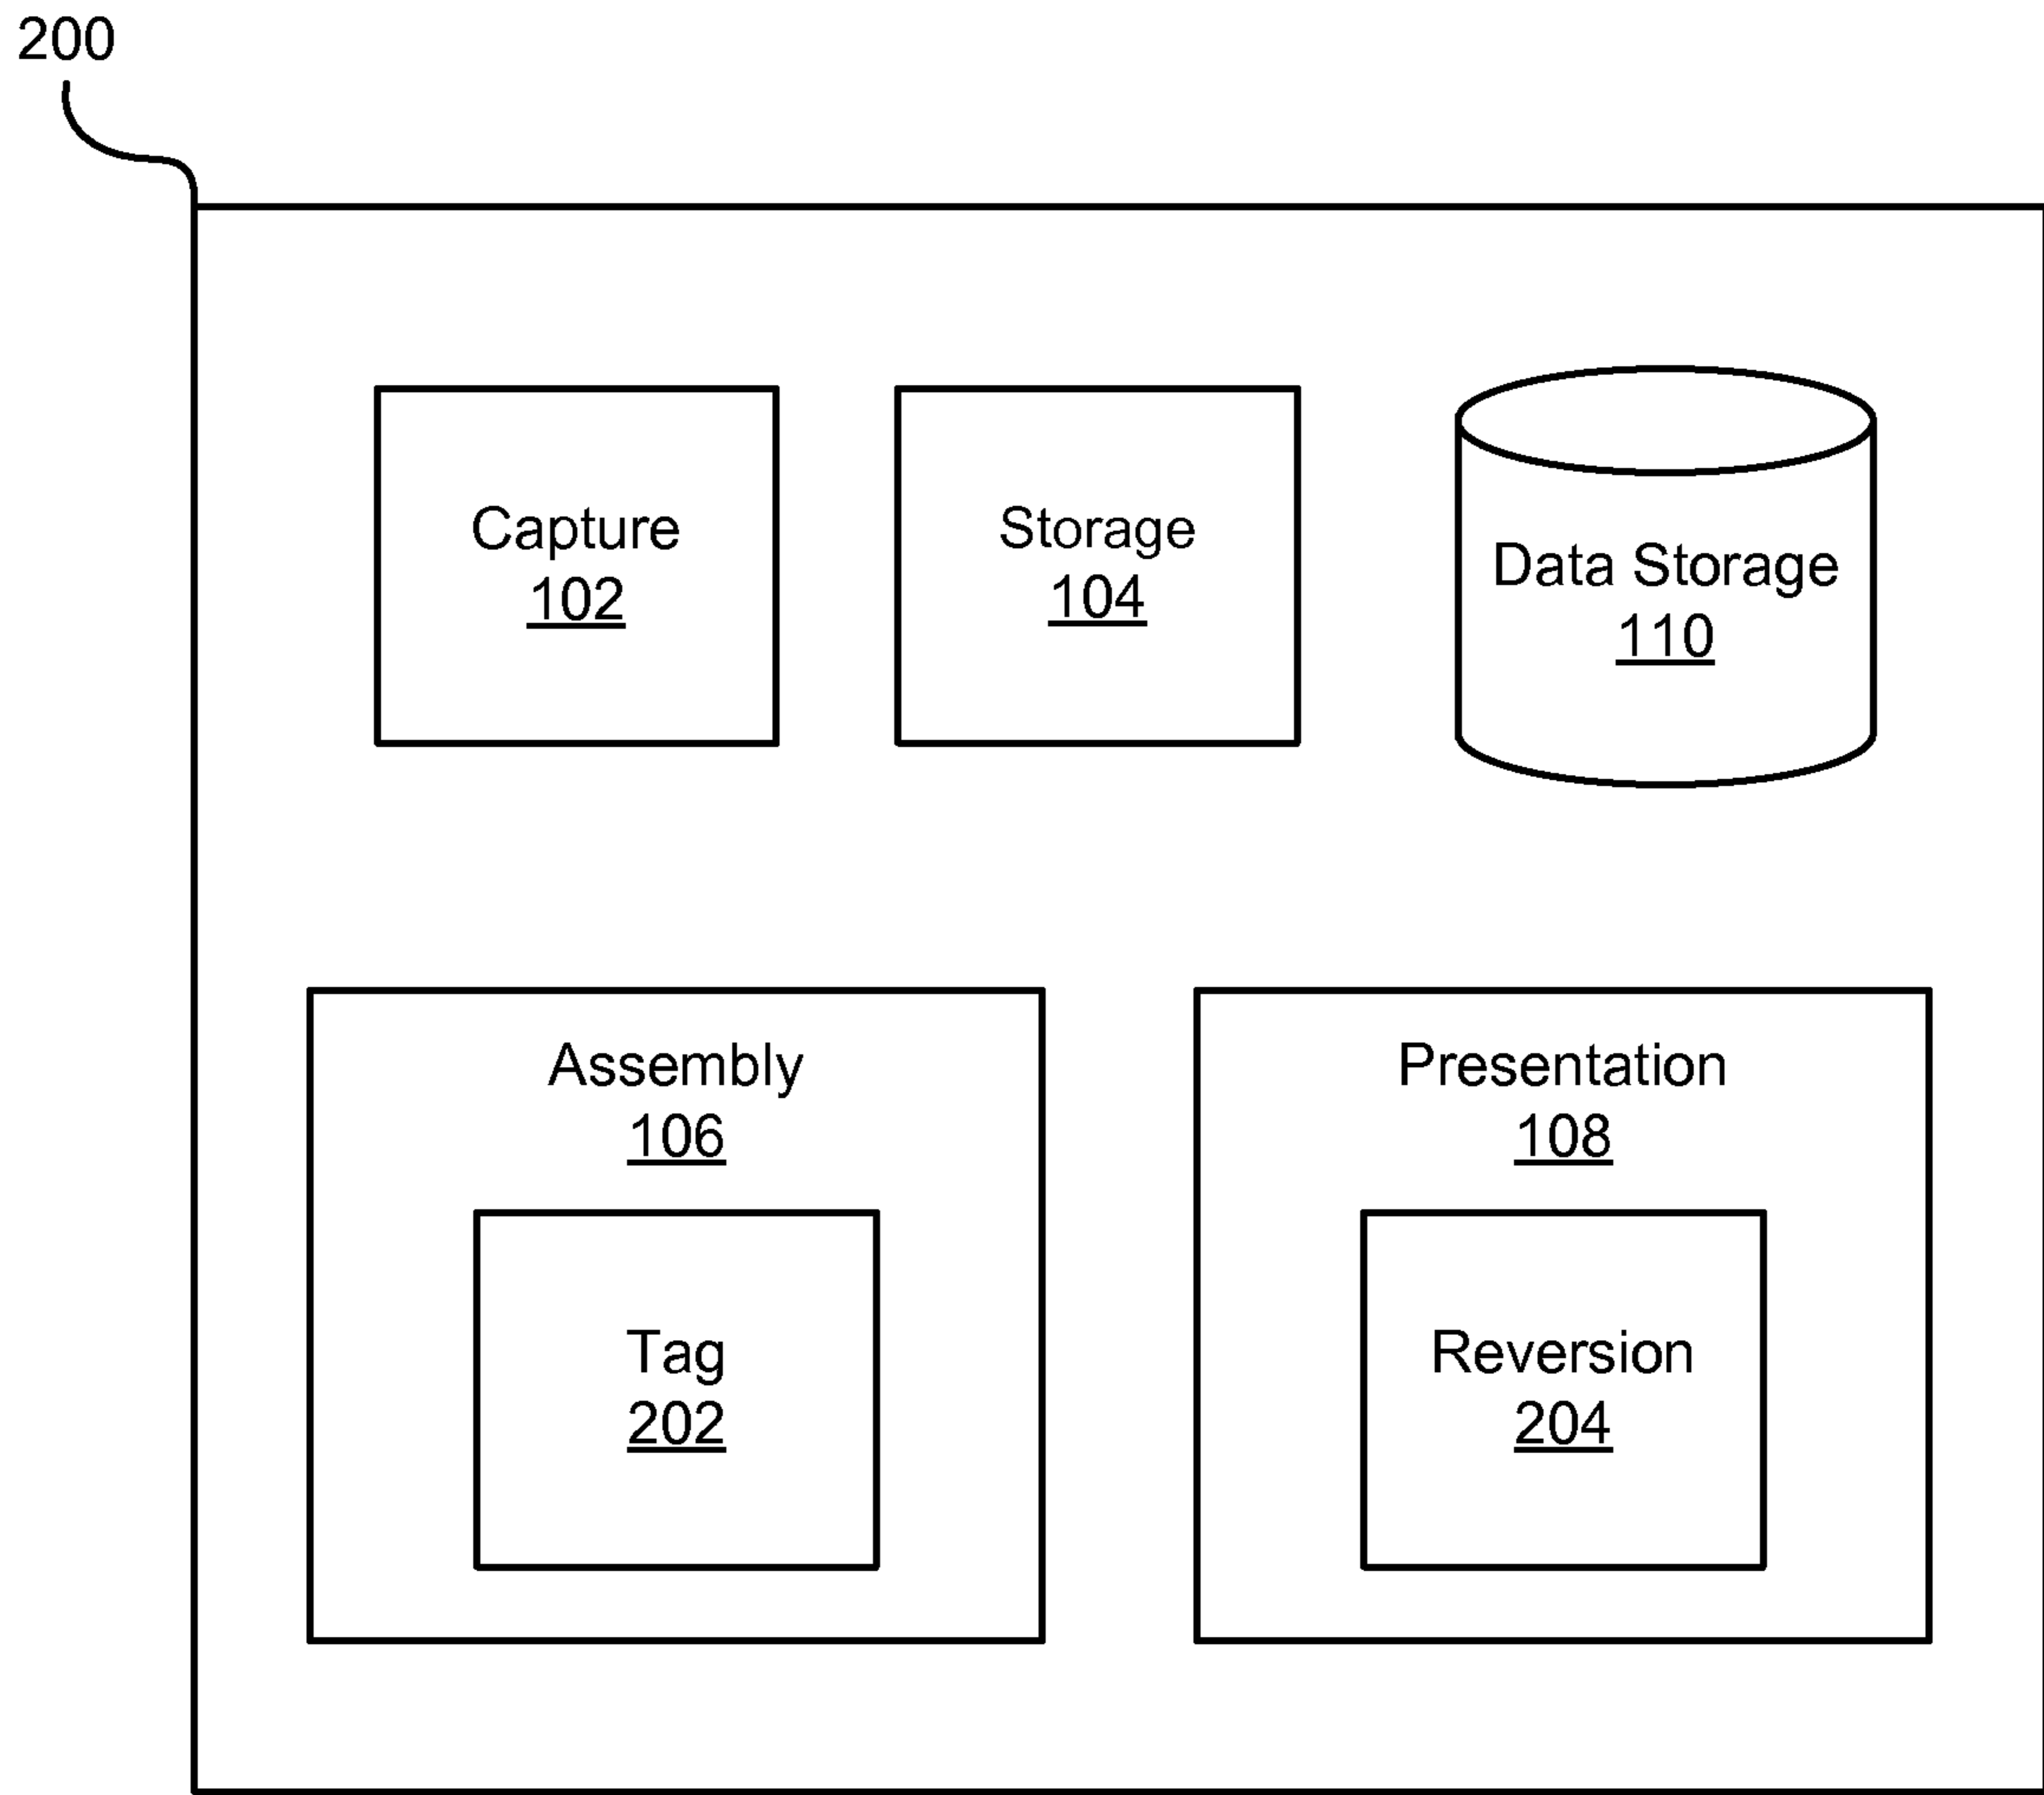 200
Capture
102
Storage
104
Data Storage
110
Assembly
106
Presentation
108
Tag
202
Reversion
204